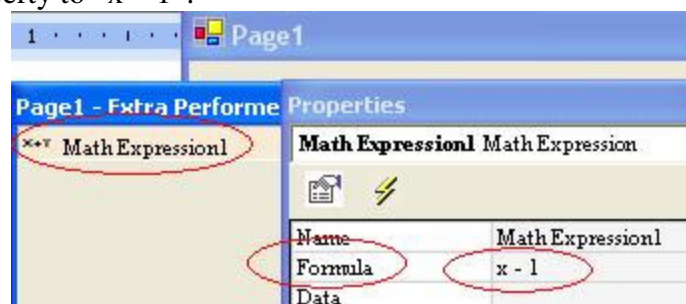 erty to "x - 1".
1
Page1
Page1 - Extra Performe
Properties
x+y Math Expression1
Math Expression1 Math Expression
Name Math Expression1
Formula x - 1
Data